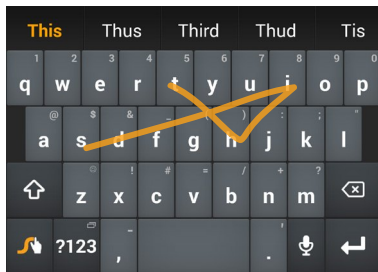 This Thus Third Thud Tis
1 2 3 4 5 6 7 8 9 0
q w e r t y u i o p
@ $ & _ ( ) : ; "
a s d f g h j k l
! # = / + ?
z x c v b n m
?123 , _ . '